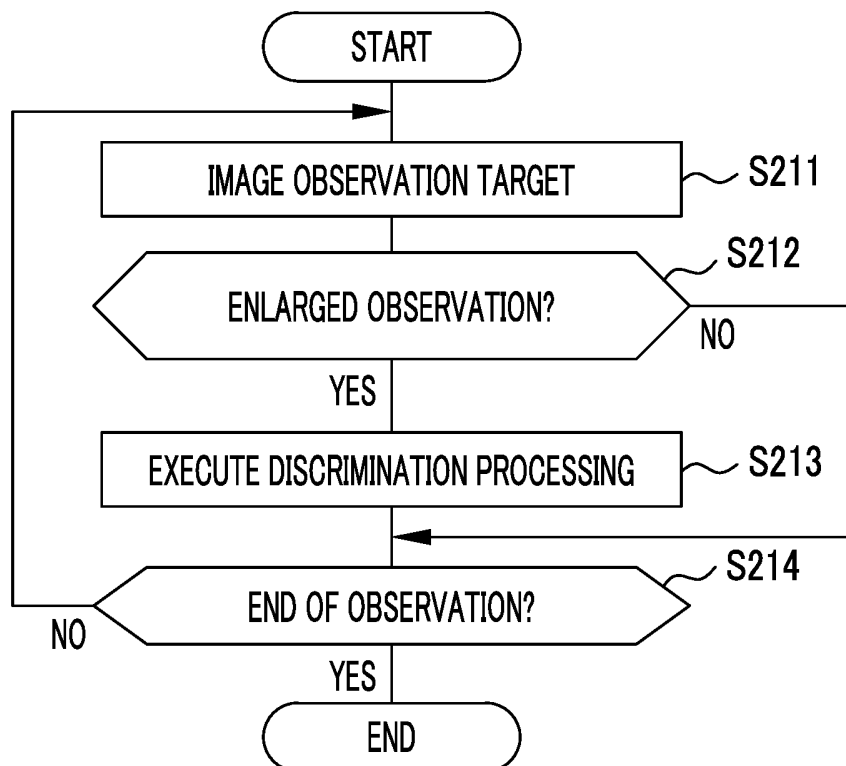 START
IMAGE OBSERVATION TARGET
S211
S212
ENLARGED OBSERVATION?
NO
YES
EXECUTE DISCRIMINATION PROCESSING
S213
S214
END OF OBSERVATION?
NO
YES
END